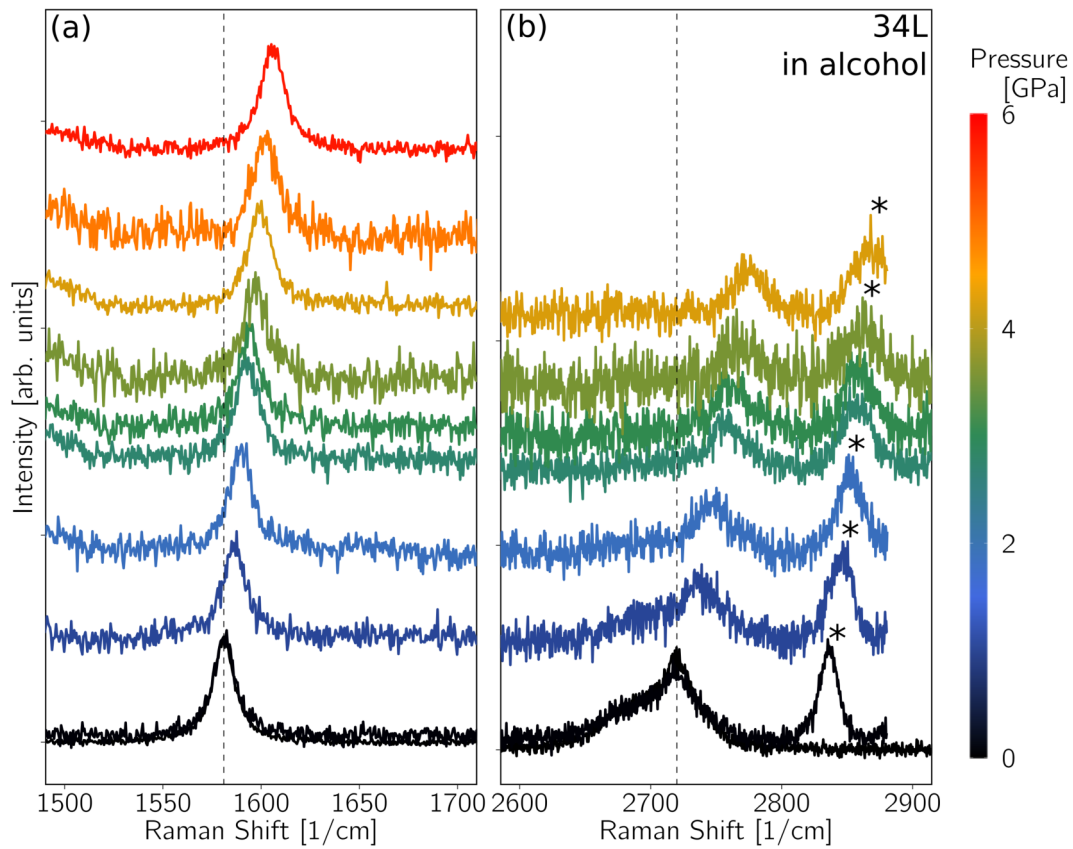 (a)
(b)
34L
in alcohol
Pressure
[GPa]
6
4
2
0
*
*
*
*
*
Intensity [arb. units]
1500
1550
1600
1650
1700
2600
2700
2800
2900
Raman Shift [1/cm]
Raman Shift [1/cm]